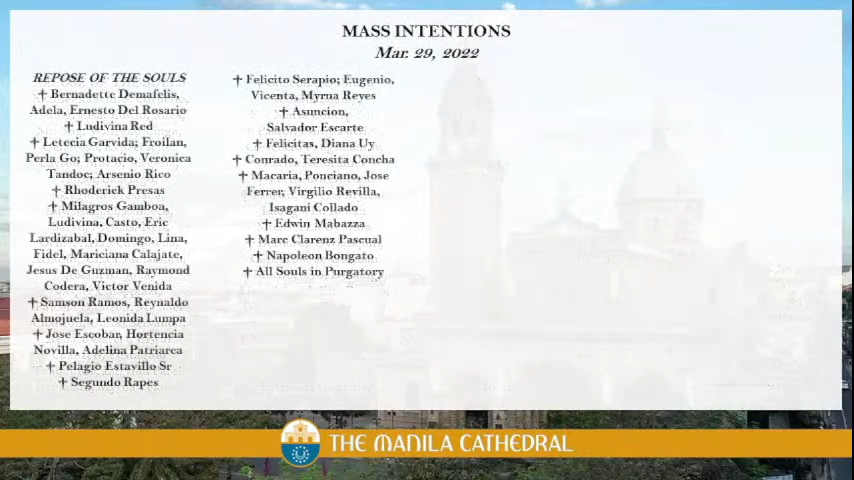 MASS INTENTIONS
Mar. 29, 2022
REPOSE OF THE SOULS
✝ Bernadette Demafelis,
Adela, Ernesto Del Rosario
✝ Ludivina Red
✝ Letecia Garvida; Froilan,
Perla Go; Protacio, Veronica
Tandoc; Arsenio Rico
✝ Rhoderick Presas
✝ Milagros Gamboa,
Ludivina, Casto, Eric
Lardizabal, Domingo, Lina,
Fidel, Mariciana Calajate,
Jesus De Guzman, Raymond
Codera, Victor Venida
✝ Samson Ramos, Reynaldo
Almojuela, Leonida Lumpa
✝ Jose Escobar, Hortencia
Novilla, Adelina Patriarca
✝ Pelagio Estavillo Sr
✝ Segundo Rapes
✝ Felicito Serapio; Eugenio,
Vicenta, Myrna Reyes
✝ Asuncion,
Salvador Escarte
✝ Felicitas, Diana Uy
✝ Conrado, Teresita Concha
✝ Macaria, Ponciano, Jose
Ferrer, Virgilio Revilla,
Isagani Collado
✝ Edwin Mabazza
✝ Marc Clarenz Pascual
✝ Napoleon Bongato
✝ All Souls in Purgatory
THE MANILA CATHEDRAL